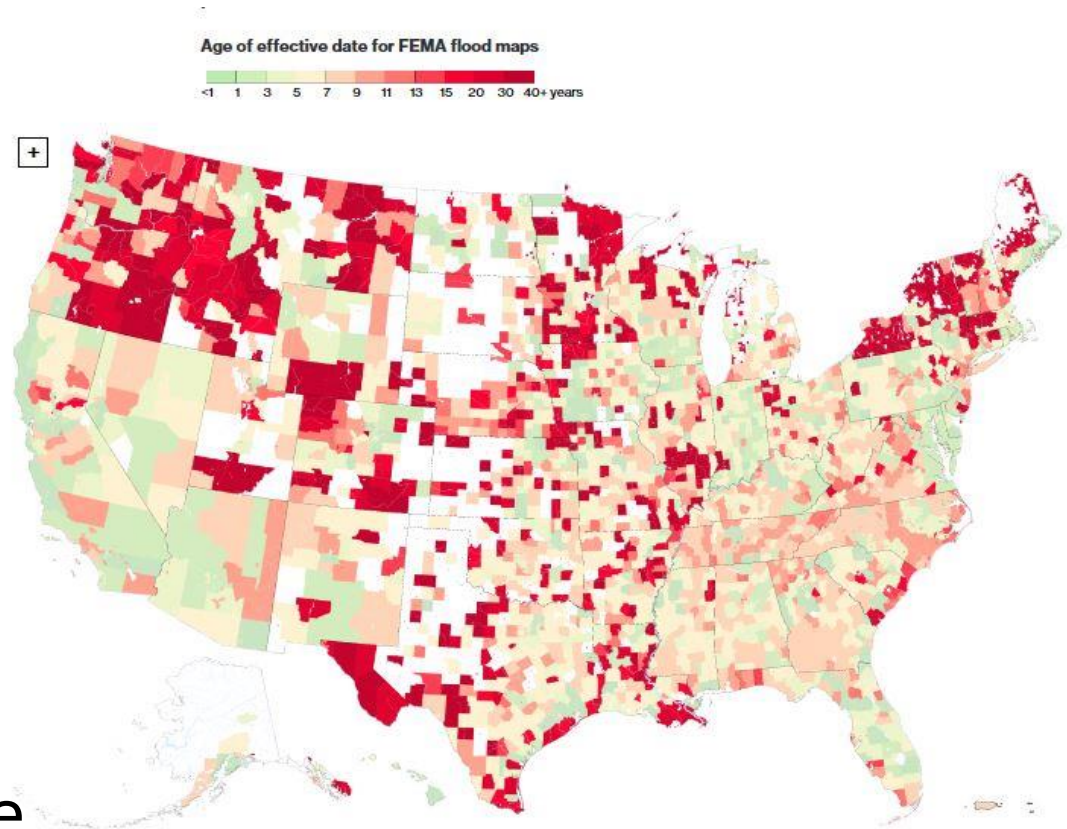 Age of effective date for FEMA flood maps
<1 1 3 5 7 9 11 13 15 20 30 40+ years
+
e